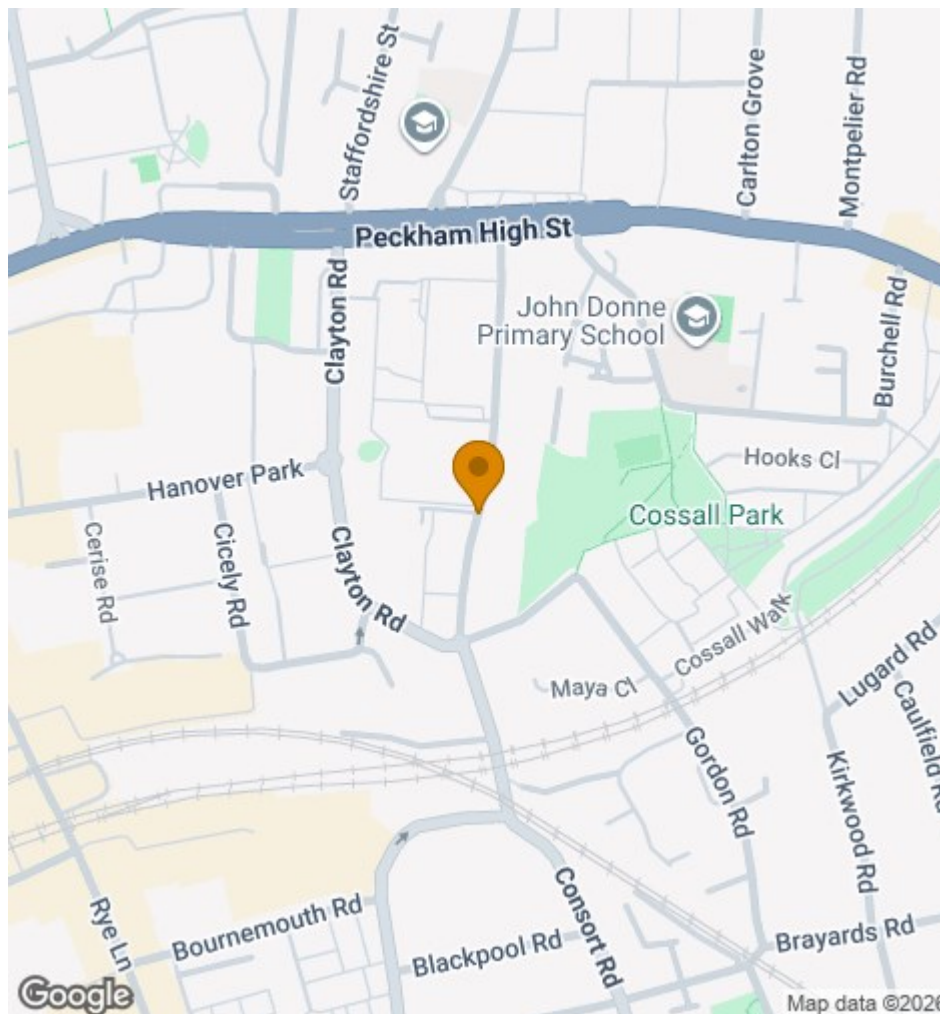 Staffordshire St
Carlton Grove
Montpelier Rd
Peckham High St
Clayton Rd
John Donne
Primary School
Burchell Rd
Hanover Park
Hooks Cl
Cossall Park
Cerise Rd
Cicely Rd
Clayton Rd
Cossall Walk
Maya Cl
Lugard Rd
Caulfield Rd
Gordon Rd
Kirkwood Rd
Rye Ln
Bournemouth Rd
Consort Rd
Blackpool Rd
Brayards Rd
Google
Map data ©2026